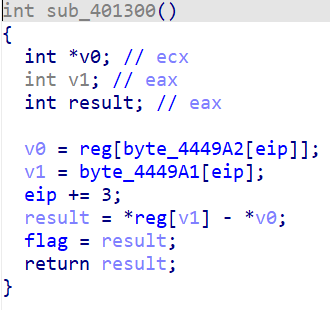 int sub_401300()
{
  int *v0; // ecx
  int v1; // eax
  int result; // eax

  v0 = reg[byte_4449A2[eip]];
  v1 = byte_4449A1[eip];
  eip += 3;
  result = *reg[v1] - *v0;
  flag = result;
  return result;
}